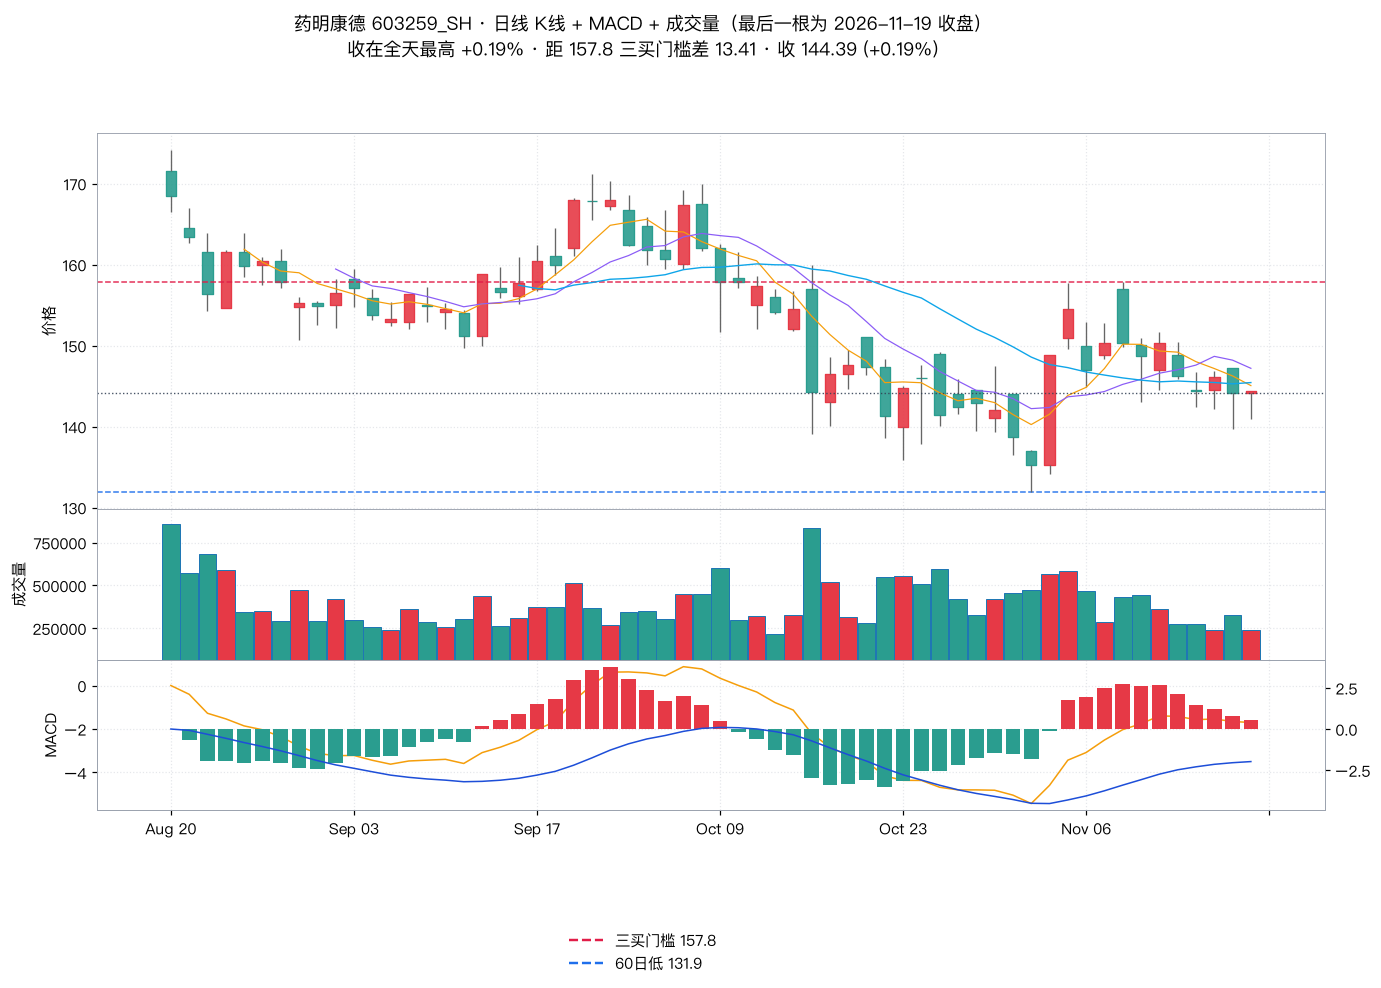 药明康德 603259_SH · 日线 K线 + MACD + 成交量（最后一根为 2026−11−19 收盘）
收在全天最高 +0.19% · 距 157.8 三买门槛差 13.41 · 收 144.39 (+0.19%)
价格
170
160
150
140
130
成交量
750000
500000
250000
MACD
0
−2
−4
2.5
0.0
−2.5
Aug 20
Sep 03
Sep 17
Oct 09
Oct 23
Nov 06
三买门槛 157.8
60日低 131.9